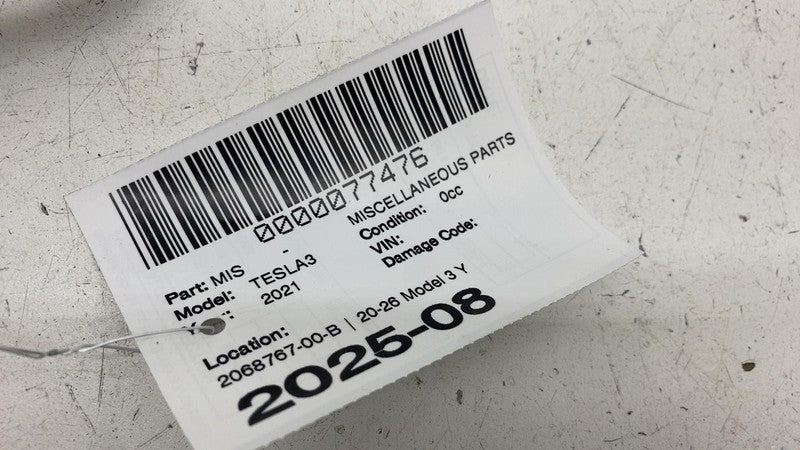 0000077476
Part: MIS - MISCELLANEOUS PARTS
Model: TESLA3 Condition: 0cc
2021 VIN:
Damage Code:
Location:
2068767-00-B | 20-26 Model 3 Y
2025-08